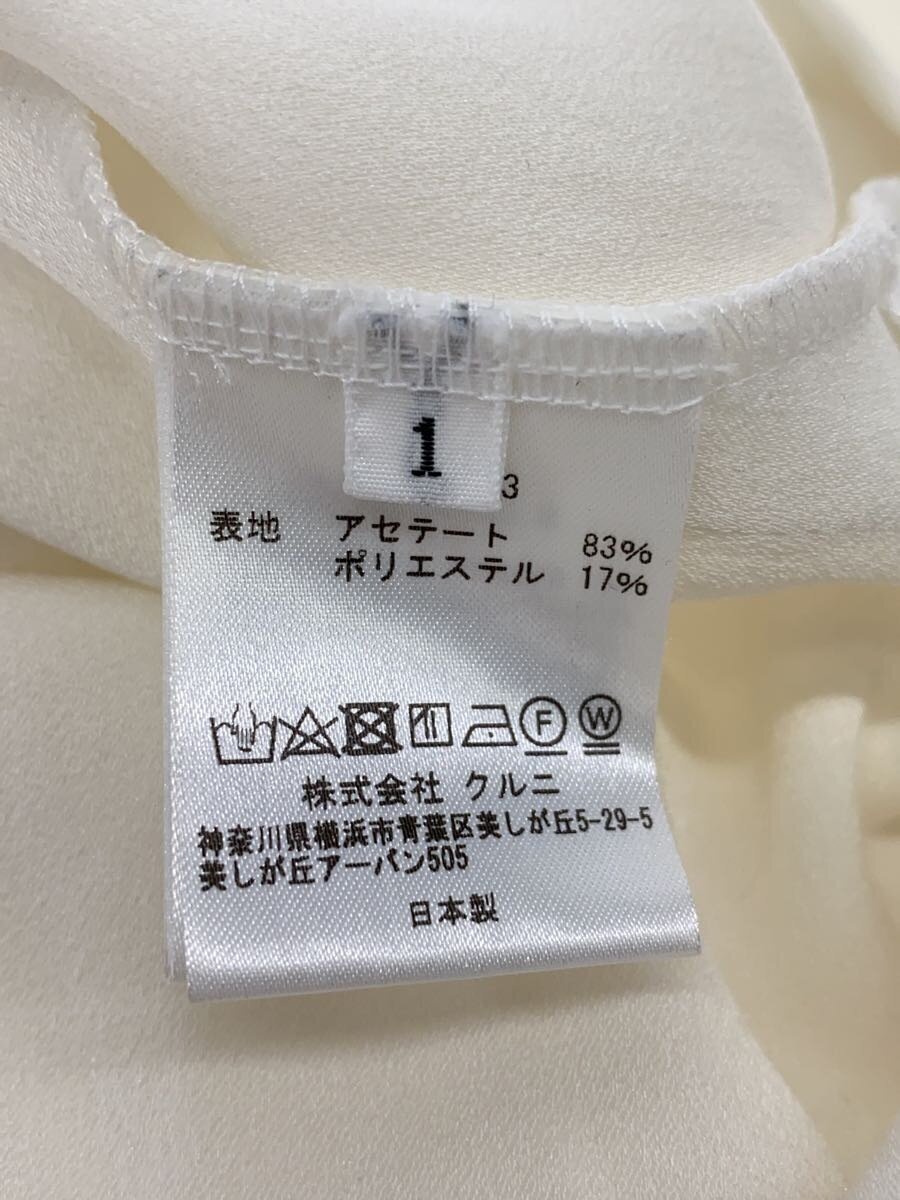 1
3
表地 アセテート 83%
ポリエステル 17%
F W
株式会社 クルニ
神奈川県横浜市青葉区美しが丘5-29-5
美しが丘アーバン505
日本製